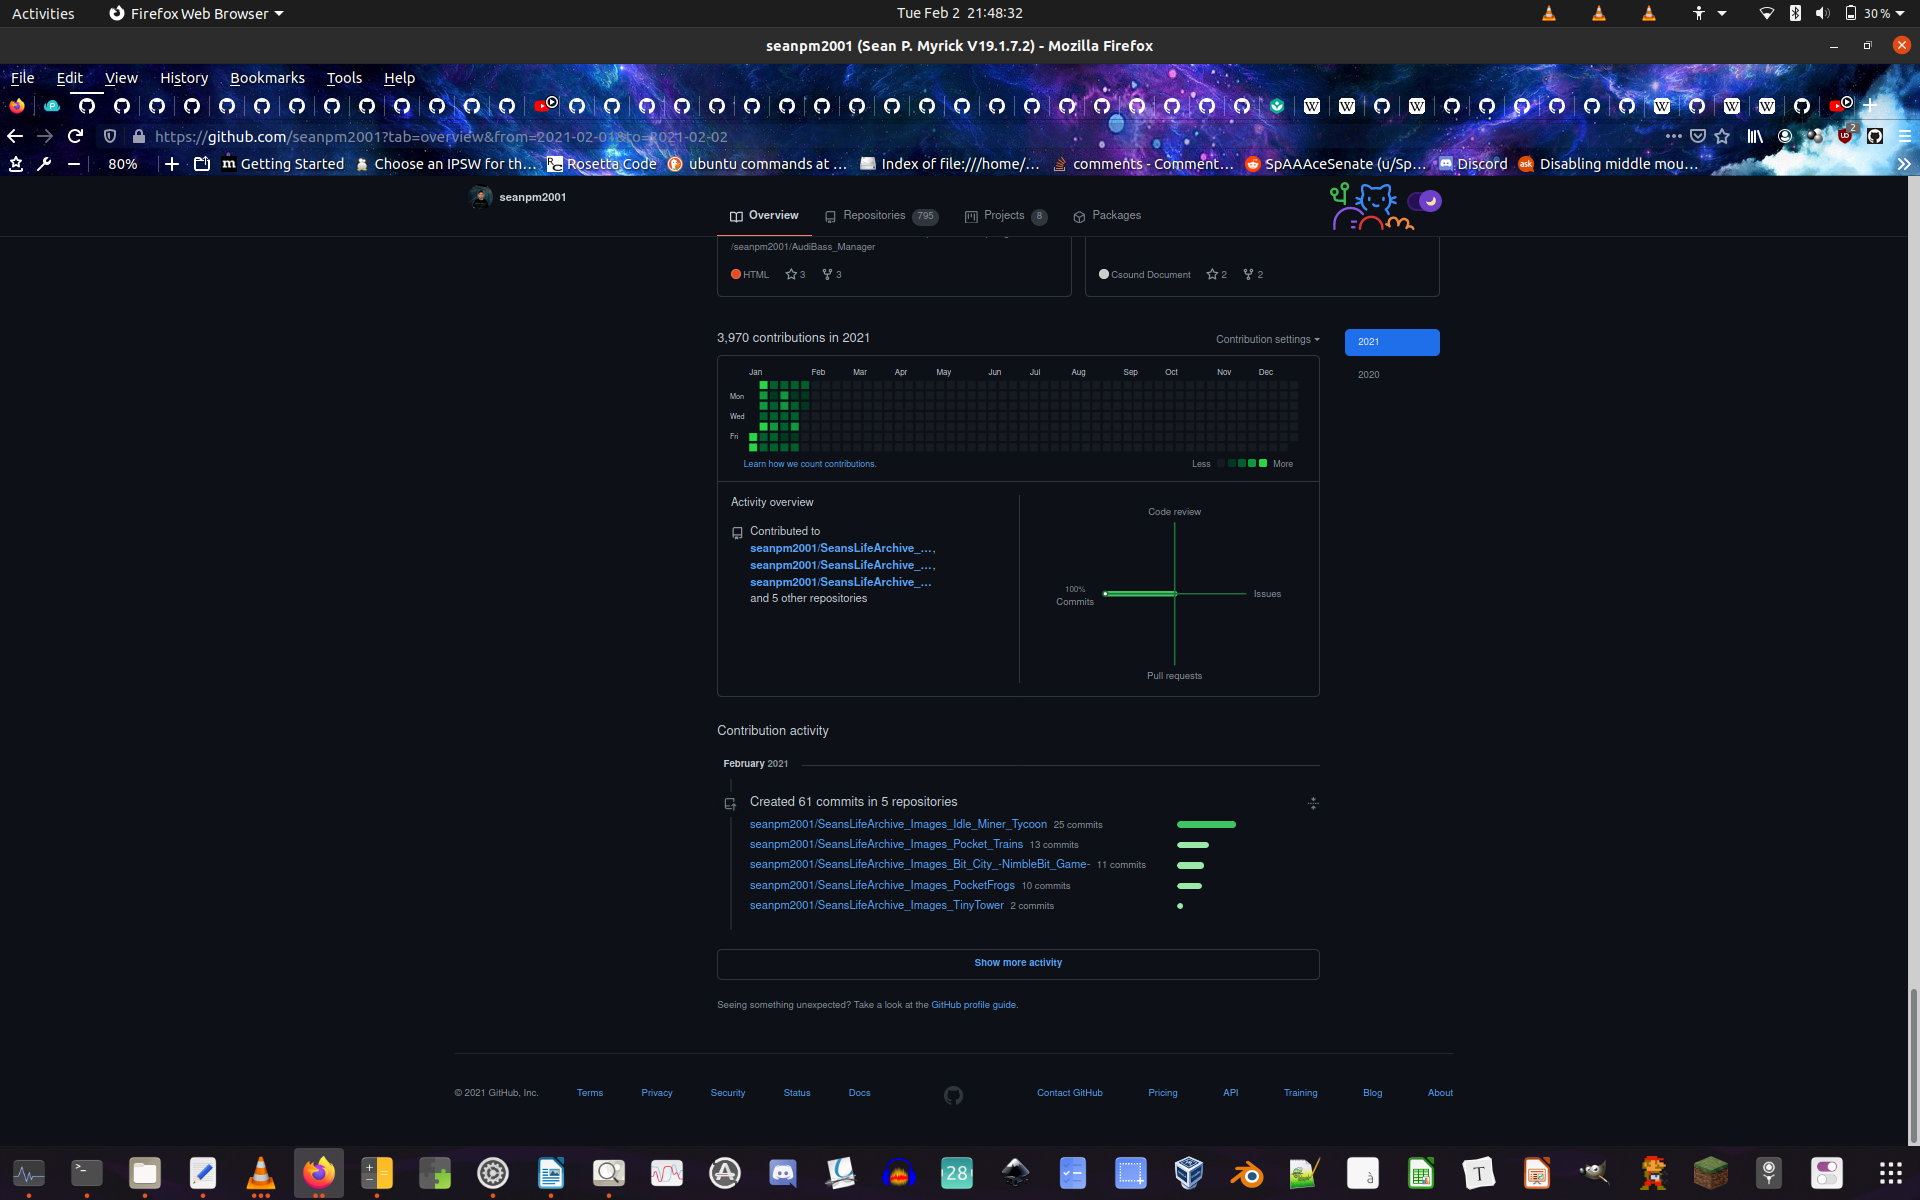 Activities
Firefox Web Browser
Tue Feb 2 21:48:32
30 %
seanpm2001 (Sean P. Myrick V19.1.7.2) - Mozilla Firefox
File Edit View History Bookmarks Tools Help
https://github.com/seanpm2001?tab=overview&from=2021-02-01&to=2021-02-02
2
80%
Getting Started
Choose an IPSW for th…
Rosetta Code
ubuntu commands at …
Index of file:///home/…
comments - Comment…
SpAAAceSenate (u/Sp…
Discord
Disabling middle mou…
seanpm2001
Overview
Repositories 795
Projects 8
Packages
/seanpm2001/AudiBass_Manager
HTML 3 3
Csound Document 2 2
3,970 contributions in 2021
Contribution settings
2021
2020
Jan Feb Mar Apr May Jun Jul Aug Sep Oct Nov Dec
Mon
Wed
Fri
Learn how we count contributions.
Less More
Activity overview
Contributed to
seanpm2001/SeansLifeArchive_…,
seanpm2001/SeansLifeArchive_…,
seanpm2001/SeansLifeArchive_…
and 5 other repositories
Code review
100%
Commits
Issues
Pull requests
Contribution activity
February 2021
Created 61 commits in 5 repositories
seanpm2001/SeansLifeArchive_Images_Idle_Miner_Tycoon 25 commits
seanpm2001/SeansLifeArchive_Images_Pocket_Trains 13 commits
seanpm2001/SeansLifeArchive_Images_Bit_City_-NimbleBit_Game- 11 commits
seanpm2001/SeansLifeArchive_Images_PocketFrogs 10 commits
seanpm2001/SeansLifeArchive_Images_TinyTower 2 commits
Show more activity
Seeing something unexpected? Take a look at the GitHub profile guide.
© 2021 GitHub, Inc. Terms Privacy Security Status Docs Contact GitHub Pricing API Training Blog About
28